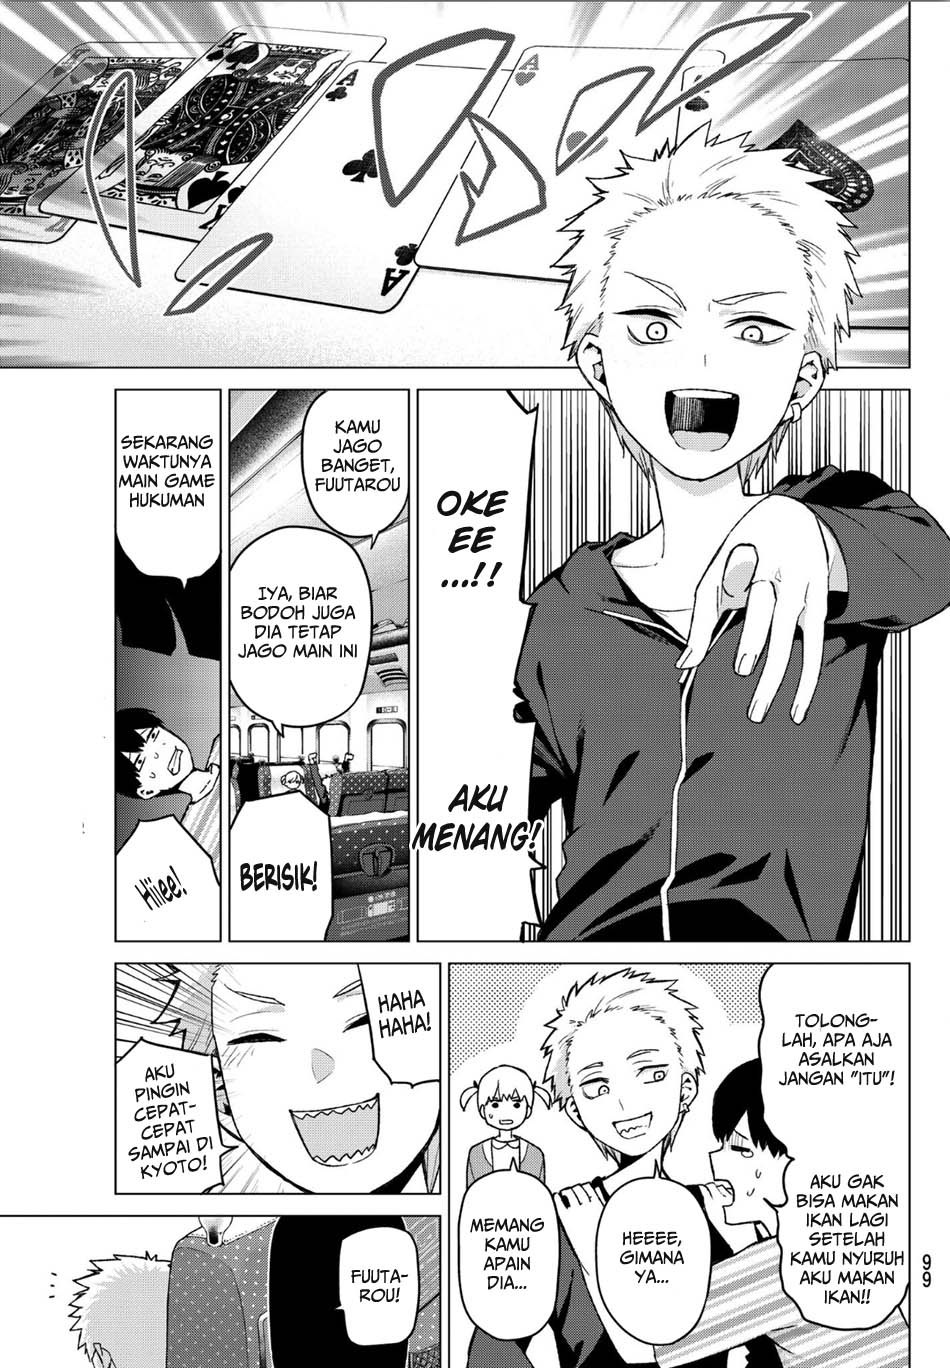 K
A
A
A
A
OKE
EE
...!!
AKU
MENANG!
KAMU
JAGO
BANGET,
FUUTAROU
IYA, BIAR
BODOH JUGA
DIA TETAP
JAGO MAIN INI
BERISIK!
SEKARANG
WAKTUNYA
MAIN GAME
HUKUMAN
Hiiiee!
TOLONG-
LAH, APA AJA
ASALKAN
JANGAN "ITU"!
AKU GAK
BISA MAKAN
IKAN LAGI
SETELAH
KAMU NYURUH
AKU MAKAN
IKAN!!
HEEEE,
GIMANA
YA...
MEMANG
KAMU
APAIN
DIA...
HAHA
HAHA!
AKU
PINGIN
CEPAT-
CEPAT
SAMPAI DI
KYOTO!
FUUTA-
ROU!
99